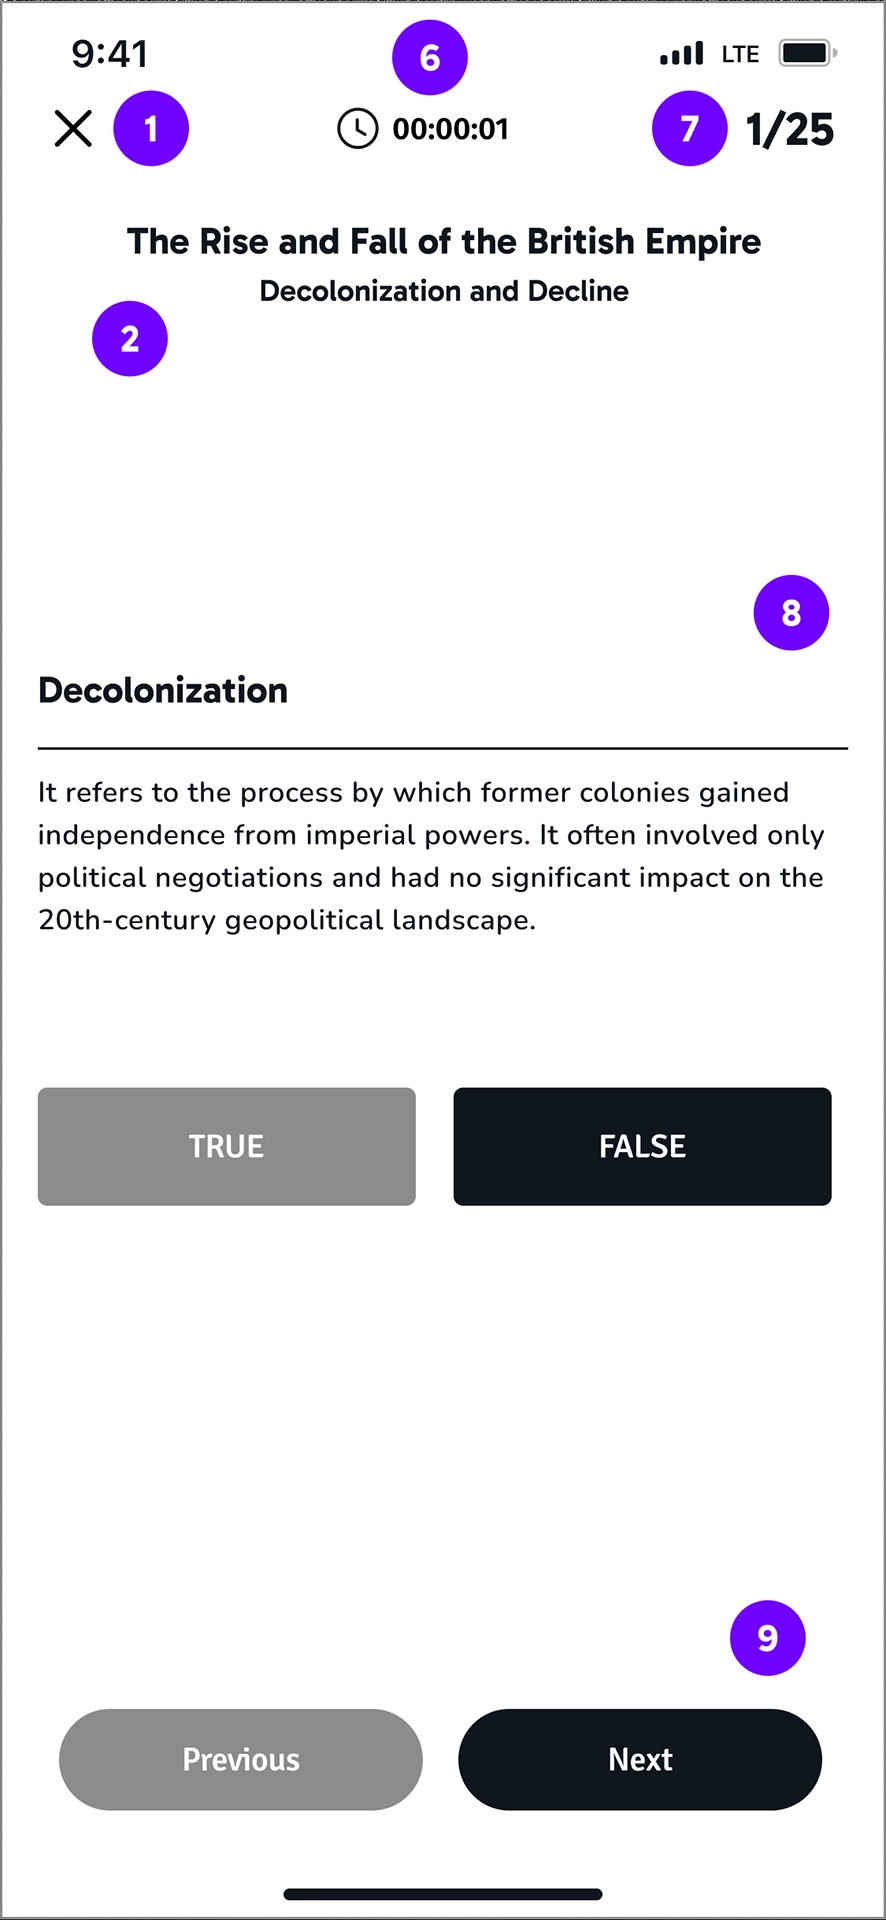 9:41
6
LTE
1
00:00:01
7
1/25
The Rise and Fall of the British Empire
Decolonization and Decline
2
8
Decolonization
It refers to the process by which former colonies gained
independence from imperial powers. It often involved only
political negotiations and had no significant impact on the
20th-century geopolitical landscape.
TRUE
FALSE
9
Previous
Next